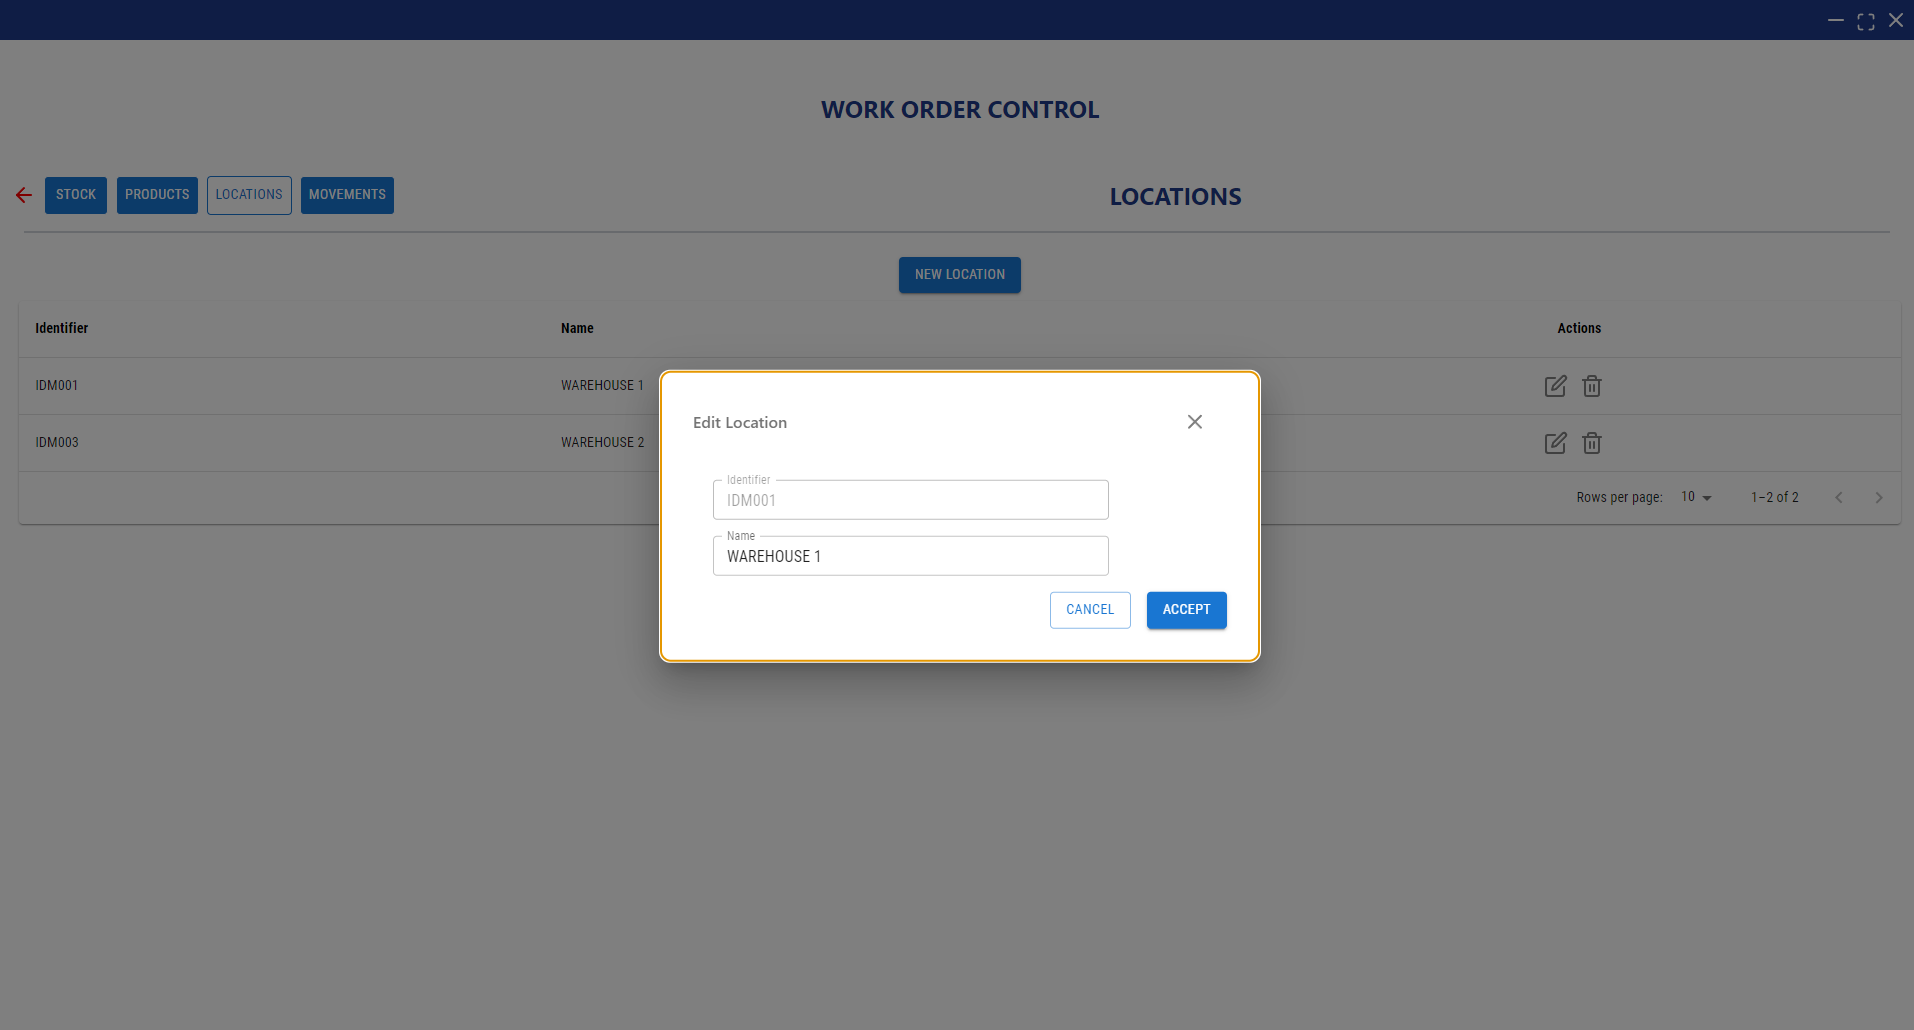 WORK ORDER CONTROL
STOCK PRODUCTS LOCATIONS MOVEMENTS LOCATIONS
NEW LOCATION
Identifier Name Actions
IDM001 WAREHOUSE 1
IDM003 WAREHOUSE 2
Rows per page: 10 1–2 of 2
Edit Location
Identifier
IDM001
Name
WAREHOUSE 1
CANCEL ACCEPT